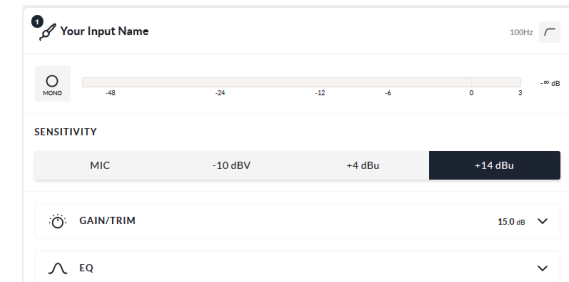 1
Your Input Name
100Hz
MONO
-48 -24 -12 -6 0 3
-∞ dB
SENSITIVITY
MIC -10 dBV +4 dBu +14 dBu
GAIN/TRIM 15.0 dB
EQ